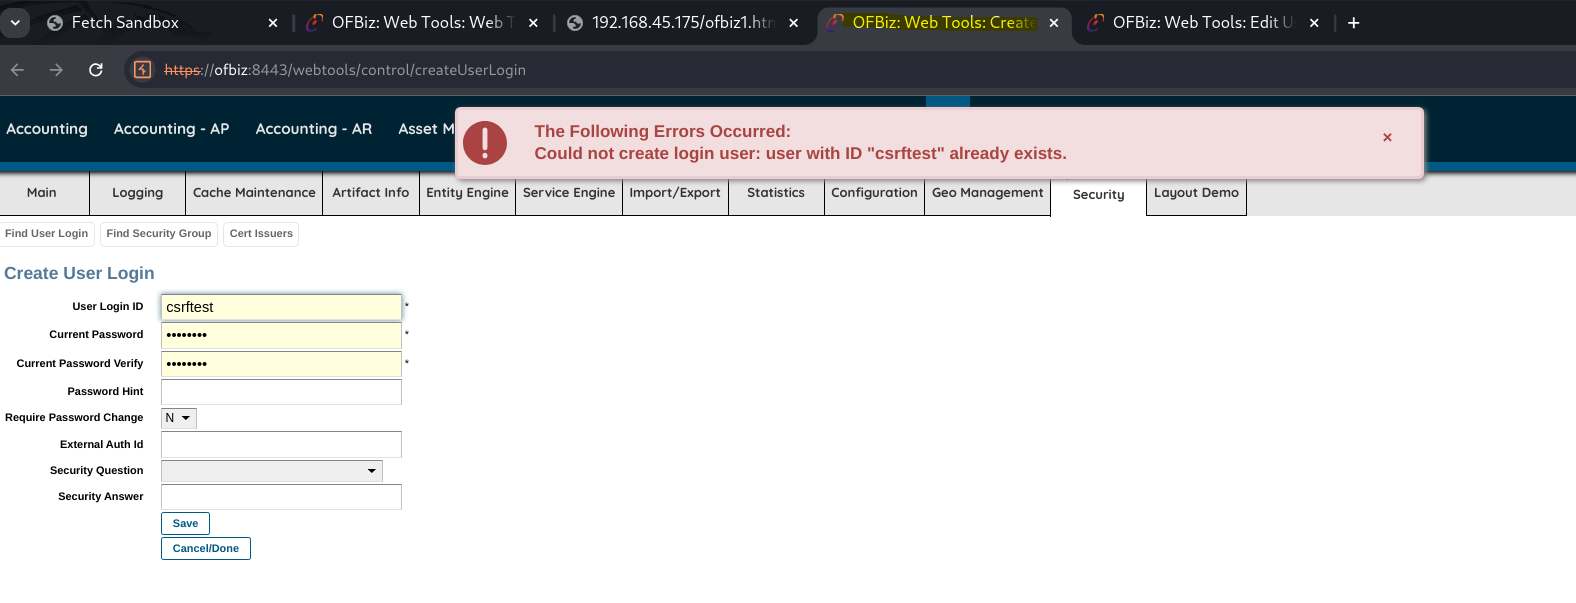 Fetch Sandbox
OFBiz: Web Tools: Web T
192.168.45.175/ofbiz1.htm
OFBiz: Web Tools: Create
OFBiz: Web Tools: Edit U
https://ofbiz:8443/webtools/control/createUserLogin
Accounting
Accounting - AP
Accounting - AR
Asset M
The Following Errors Occurred:
Could not create login user: user with ID "csrftest" already exists.
Main
Logging
Cache Maintenance
Artifact Info
Entity Engine
Service Engine
Import/Export
Statistics
Configuration
Geo Management
Security
Layout Demo
Find User Login
Find Security Group
Cert Issuers
Create User Login
User Login ID
csrftest
*
Current Password
••••••••
*
Current Password Verify
••••••••
*
Password Hint
Require Password Change
N
External Auth Id
Security Question
Security Answer
Save
Cancel/Done